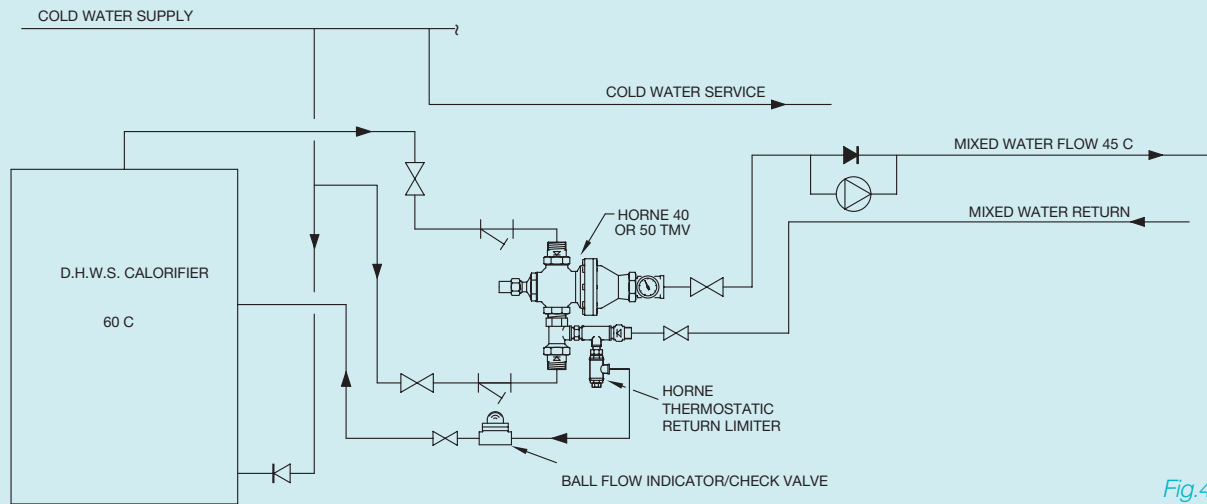 COLD WATER SUPPLY
COLD WATER SERVICE
MIXED WATER FLOW 45 C
MIXED WATER RETURN
HORNE 40
OR 50 TMV
D.H.W.S. CALORIFIER
60 C
HORNE
THERMOSTATIC
RETURN LIMITER
BALL FLOW INDICATOR/CHECK VALVE
Fig.4